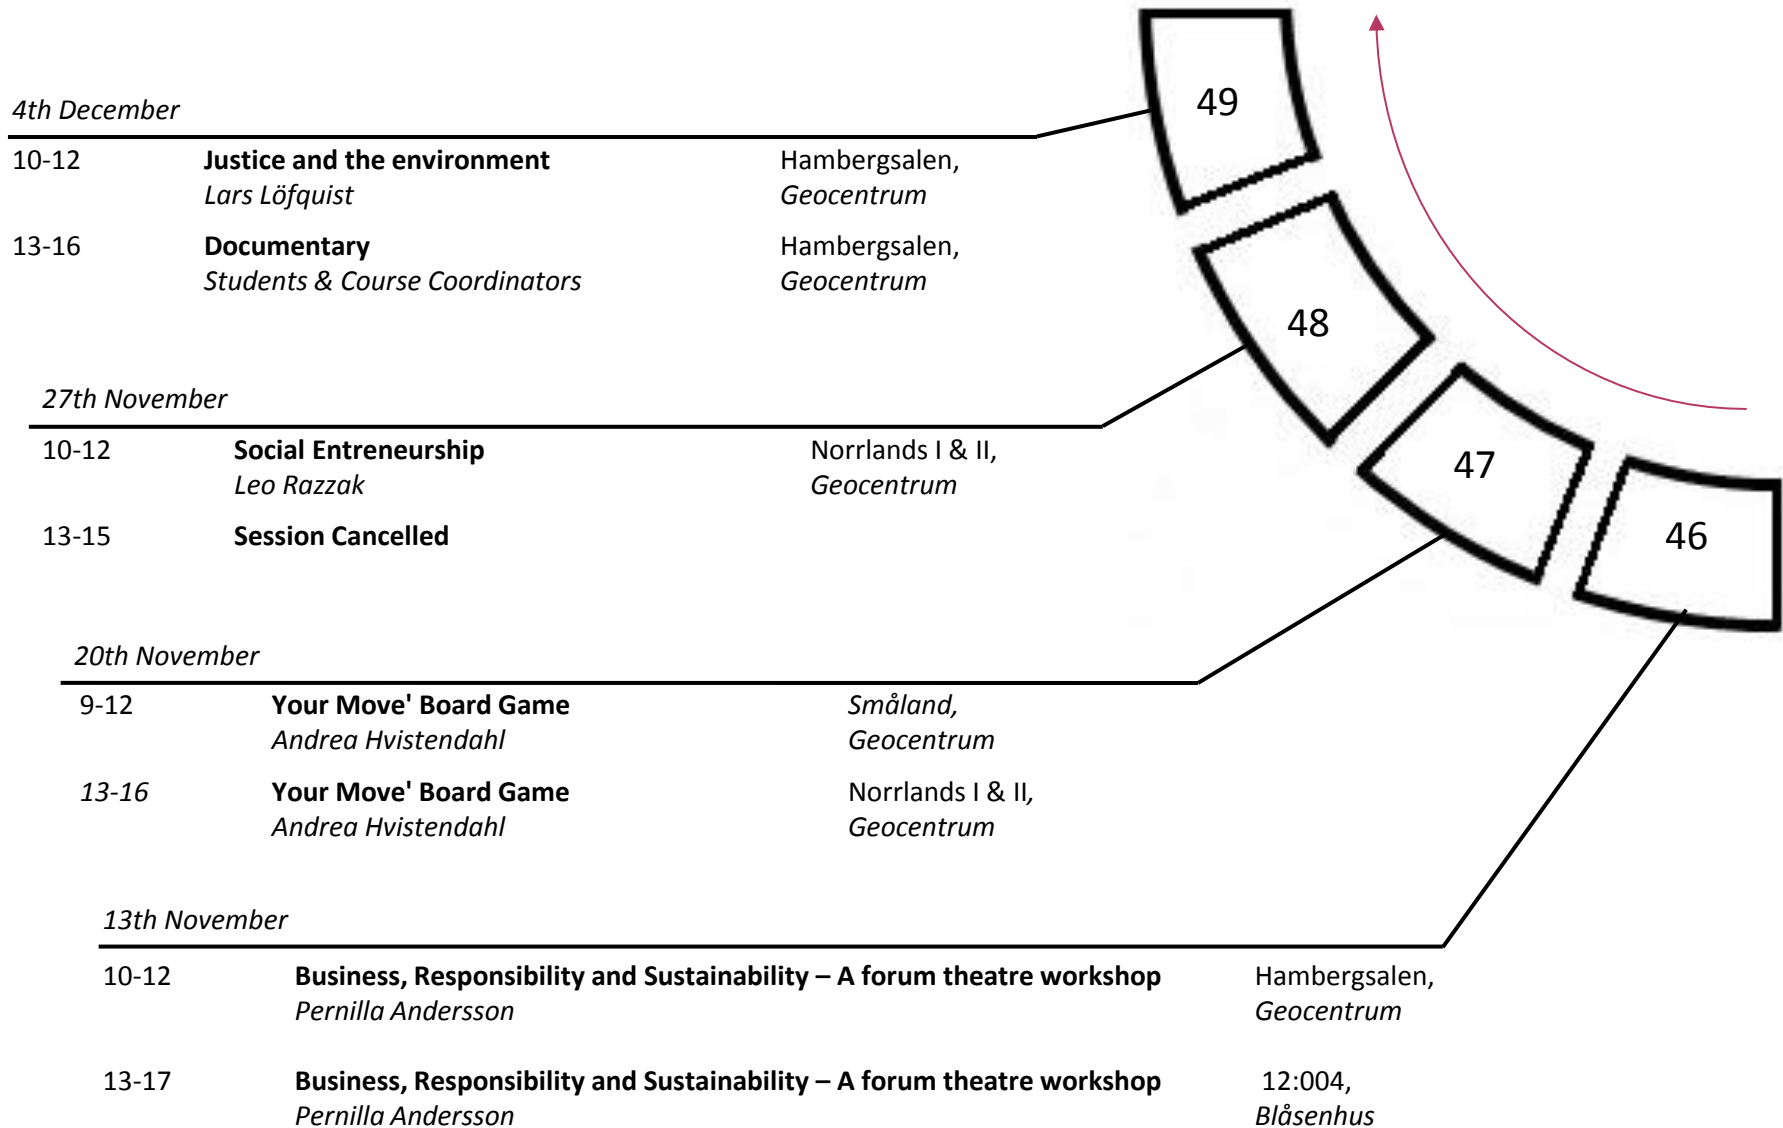 49
4th December
10-12 Justice and the environment Hambergsalen,
Lars Löfquist Geocentrum
13-16 Documentary Hambergsalen,
Students & Course Coordinators Geocentrum
48
27th November
10-12 Social Entreneurship Norrlands I & II,
Leo Razzak Geocentrum
13-15 Session Cancelled
47
46
20th November
9-12 Your Move' Board Game Småland,
Andrea Hvistendahl Geocentrum
13-16 Your Move' Board Game Norrlands I & II,
Andrea Hvistendahl Geocentrum
13th November
10-12 Business, Responsibility and Sustainability – A forum theatre workshop Hambergsalen,
Pernilla Andersson Geocentrum
13-17 Business, Responsibility and Sustainability – A forum theatre workshop 12:004,
Pernilla Andersson Blåsenhus